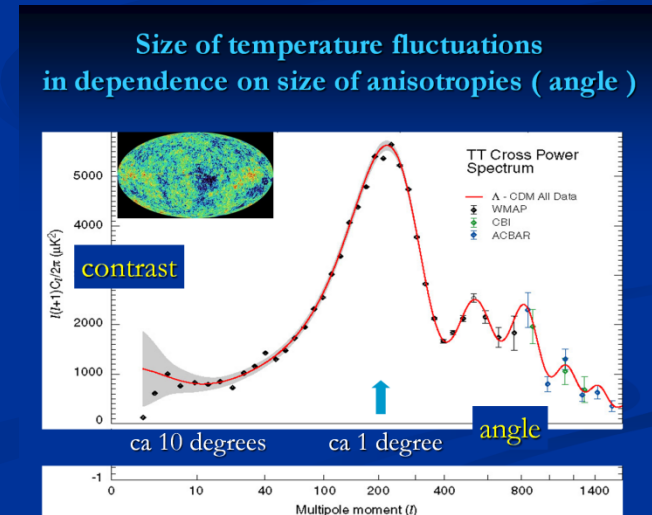 Size of temperature fluctuations
in dependence on size of anisotropies ( angle )
TT Cross Power
Spectrum
Λ - CDM All Data
WMAP
CBI
ACBAR
l(l+1)Cl/2π (μK²)
5000
4000
contrast
2000
1000
0
ca 10 degrees
ca 1 degree
angle
-1
0
10
40
100
200
400
800
1400
Multipole moment (l)